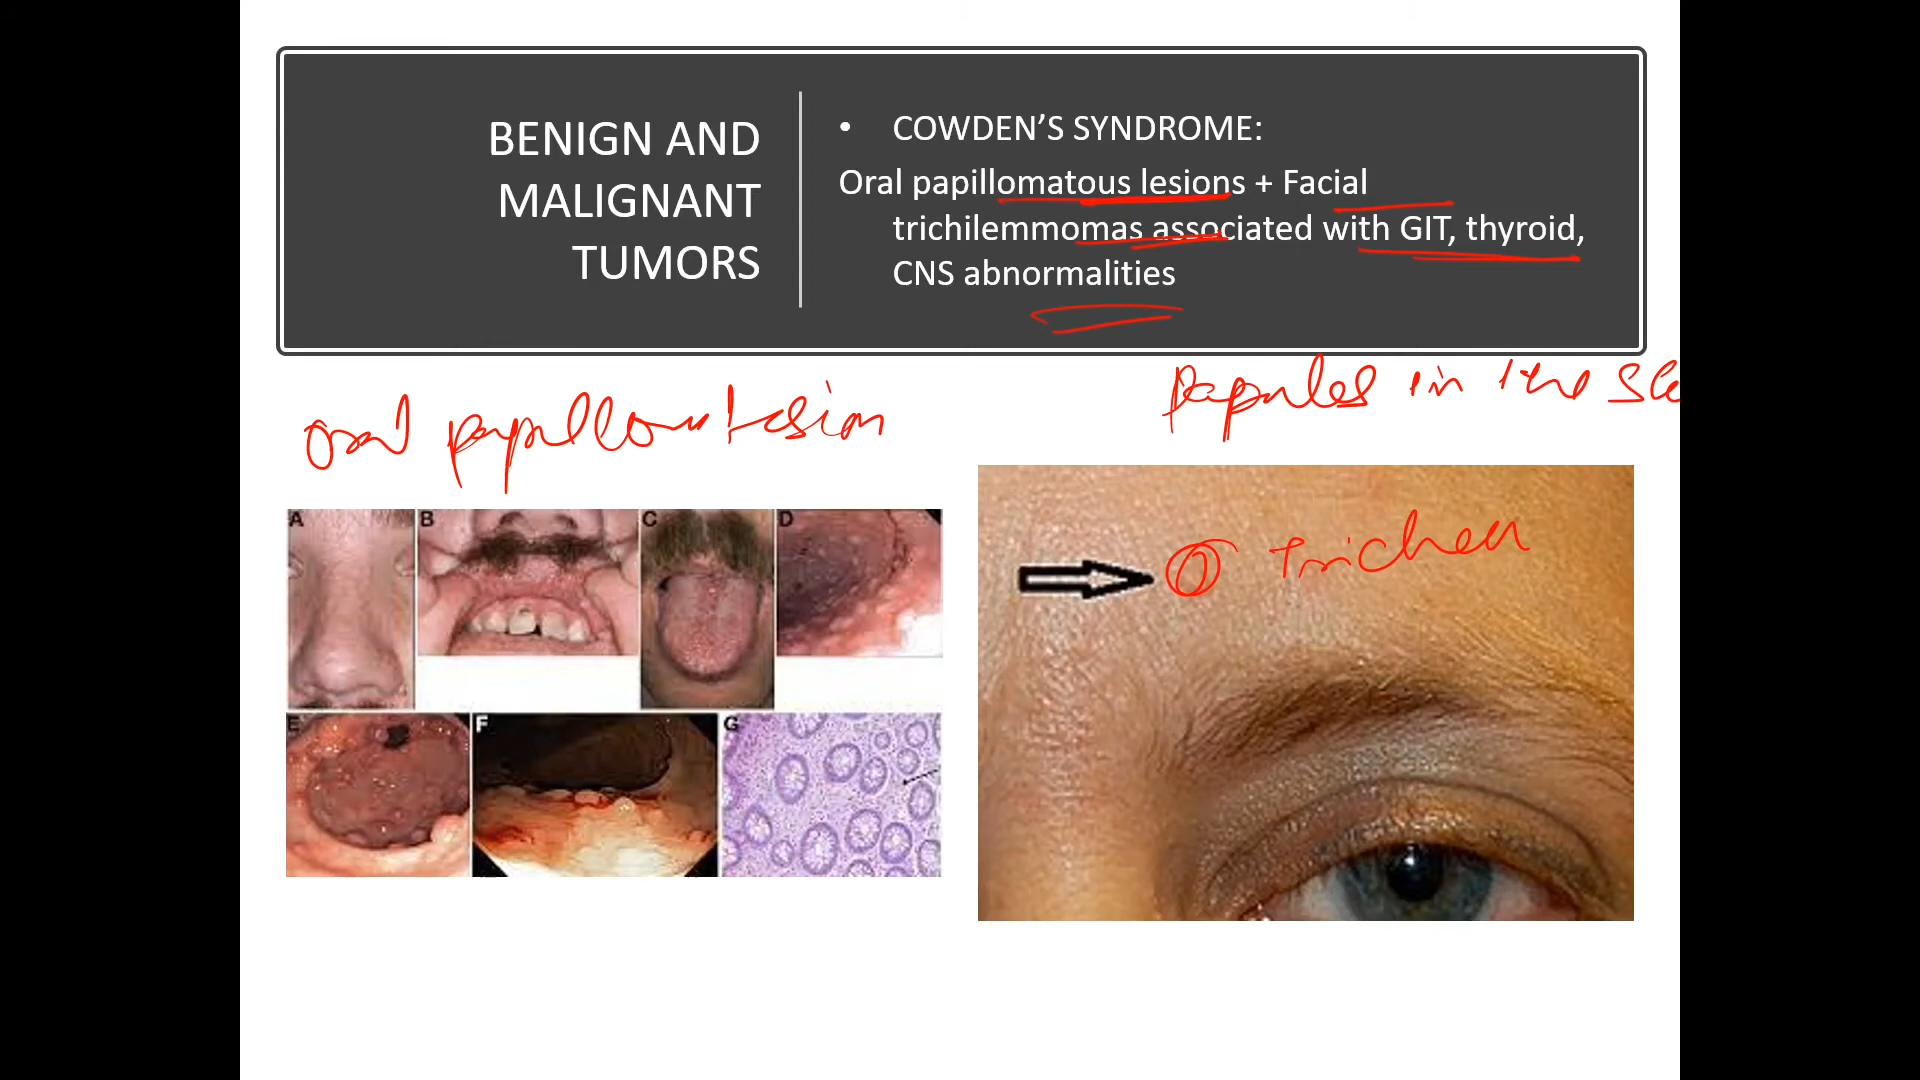 BENIGN AND
MALIGNANT
TUMORS
• COWDEN’S SYNDROME:
Oral papillomatous lesions + Facial
trichilemmomas associated with GIT, thyroid,
CNS abnormalities
oral lesion
papules in the
A B C D
E F G